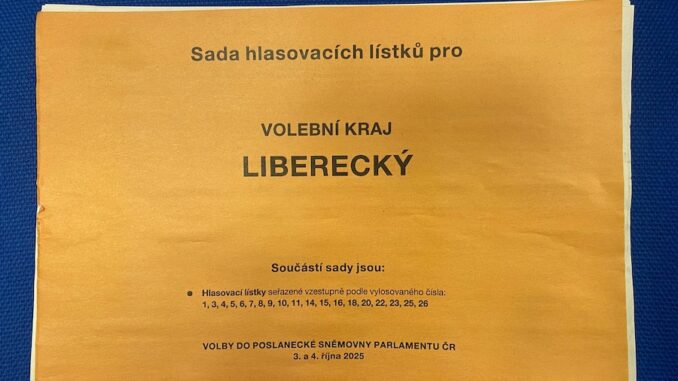 Sada hlasovacích lístků pro
VOLEBNÍ KRAJ
LIBERECKÝ
Součástí sady jsou:
● Hlasovací lístky seřazené vzestupně podle vylosovaného čísla:
1, 3, 4, 5, 6, 7, 8, 9, 10, 11, 14, 15, 16, 18, 20, 22, 23, 25, 26
VOLBY DO POSLANECKÉ SNĚMOVNY PARLAMENTU ČR
3. a 4. října 2025